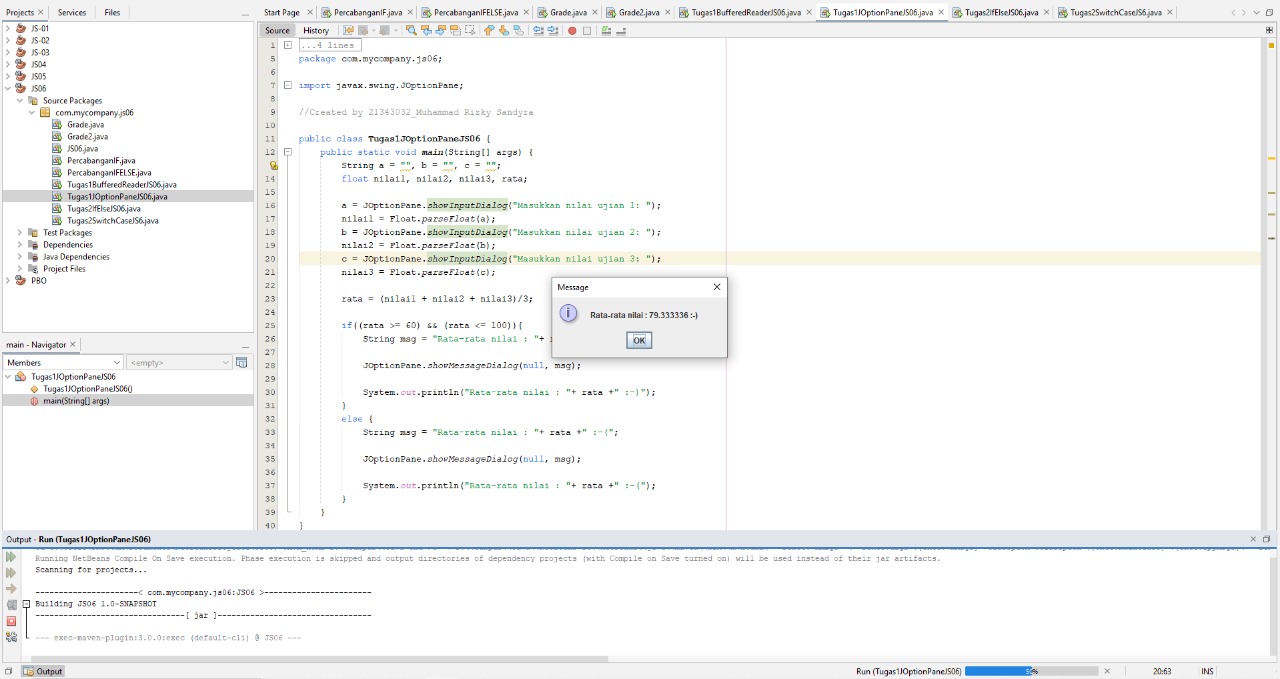 Projects Services Files
JS-01
JS-02
JS-03
JS04
JS05
JS06
Source Packages
com.mycompany.js06
Grade.java
Grade2.java
JS06.java
PercabanganIF.java
PercabanganIFELSE.java
Tugas1BufferedReaderJS06.java
Tugas1JOptionPaneJS06.java
Tugas2IfElseJS06.java
Tugas2SwitchCaseJS6.java
Test Packages
Dependencies
Java Dependencies
Project Files
PBO
main - Navigator
Members <empty>
Tugas1JOptionPaneJS06
Tugas1JOptionPaneJS06()
main(String[] args)
Start Page PercabanganIF.java PercabanganIFELSE.java Grade.java Grade2.java Tugas1BufferedReaderJS06.java Tugas1JOptionPaneJS06.java Tugas2IfElseJS06.java Tugas2SwitchCaseJS6.java
Source History
1 ...4 lines
5 package com.mycompany.js06;
6
7 import javax.swing.JOptionPane;
8
9 //Created by 21343032_Muhammad Rizky Sandyra
10
11 public class Tugas1JOptionPaneJS06 {
12 public static void main(String[] args) {
String a = "", b = "", c = "";
14 float nilai1, nilai2, nilai3, rata;
15
16 a = JOptionPane.showInputDialog("Masukkan nilai ujian 1: ");
17 nilai1 = Float.parseFloat(a);
18 b = JOptionPane.showInputDialog("Masukkan nilai ujian 2: ");
19 nilai2 = Float.parseFloat(b);
20 c = JOptionPane.showInputDialog("Masukkan nilai ujian 3: ");
21 nilai3 = Float.parseFloat(c);
22
23 rata = (nilai1 + nilai2 + nilai3)/3;
24
25 if((rata >= 60) && (rata <= 100)){
26 String msg = "Rata-rata nilai : "+
27
28 JOptionPane.showMessageDialog(null, msg);
29
30 System.out.println("Rata-rata nilai : "+ rata +" :-)");
31 }
32 else {
33 String msg = "Rata-rata nilai : "+ rata +" :-(";
34
35 JOptionPane.showMessageDialog(null, msg);
36
37 System.out.println("Rata-rata nilai : "+ rata +" :-(");
38 }
39 }
40 }
Message
Rata-rata nilai : 79.333336 :-)
OK
Output - Run (Tugas1JOptionPaneJS06)
Running NetBeans Compile On Save execution. Phase execution is skipped and output directories of dependency projects (with Compile on Save turned on) will be used instead of their jar artifacts.
Scanning for projects...
----------------------< com.mycompany.js06:JS06 >-----------------------
Building JS06 1.0-SNAPSHOT
--------------------------------[ jar ]---------------------------------
--- exec-maven-plugin:3.0.0:exec (default-cli) @ JS06 ---
Output Run (Tugas1JOptionPaneJS06) 20:63 INS